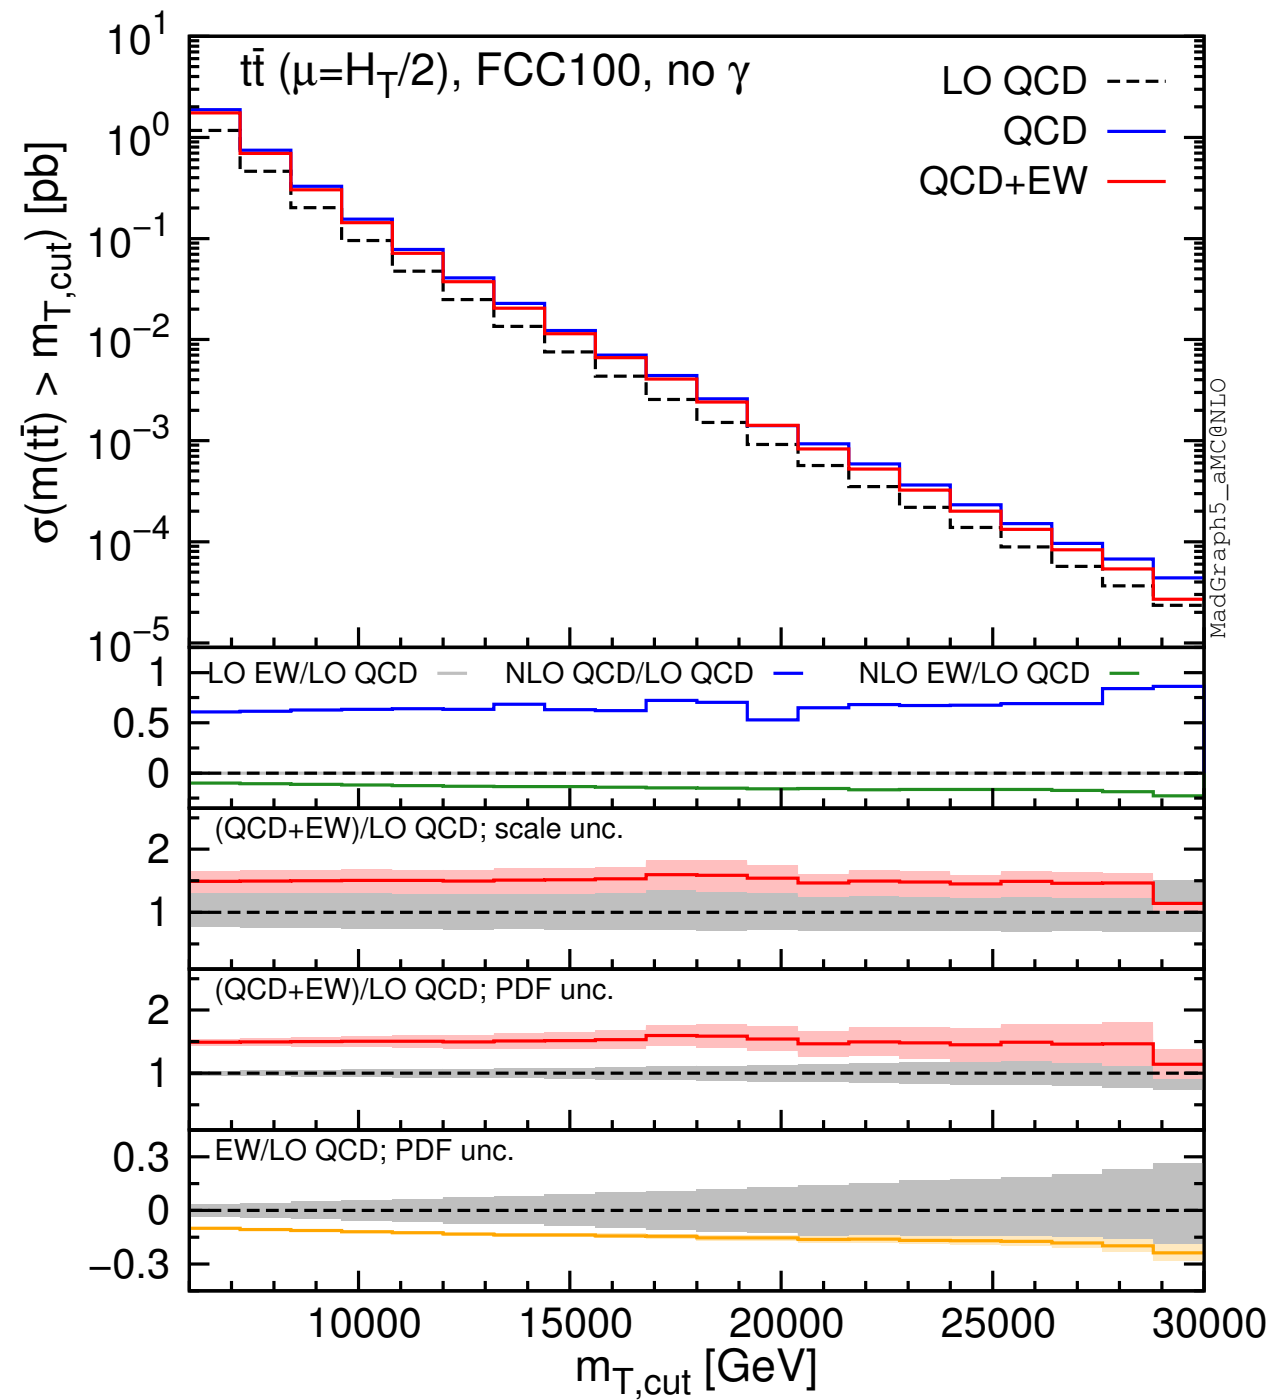 tt̄ (μ=H_T/2), FCC100, no γ
LO QCD
QCD
QCD+EW
σ(m(tt̄) > m_T,cut) [pb]
10^1
10^0
10^-1
10^-2
10^-3
10^-4
10^-5
MadGraph5_aMC@NLO
LO EW/LO QCD
NLO QCD/LO QCD
NLO EW/LO QCD
1
0.5
0
(QCD+EW)/LO QCD; scale unc.
2
1
(QCD+EW)/LO QCD; PDF unc.
2
1
EW/LO QCD; PDF unc.
0.3
0
−0.3
10000 15000 20000 25000 30000
m_T,cut [GeV]